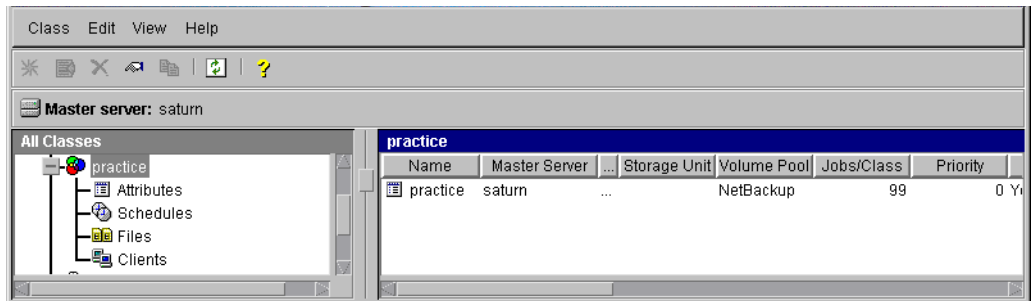 Class Edit View Help
Master server: saturn
All Classes
practice
Attributes
Schedules
Files
Clients
practice
Name Master Server ... Storage Unit Volume Pool Jobs/Class Priority
practice saturn ... NetBackup 99 0